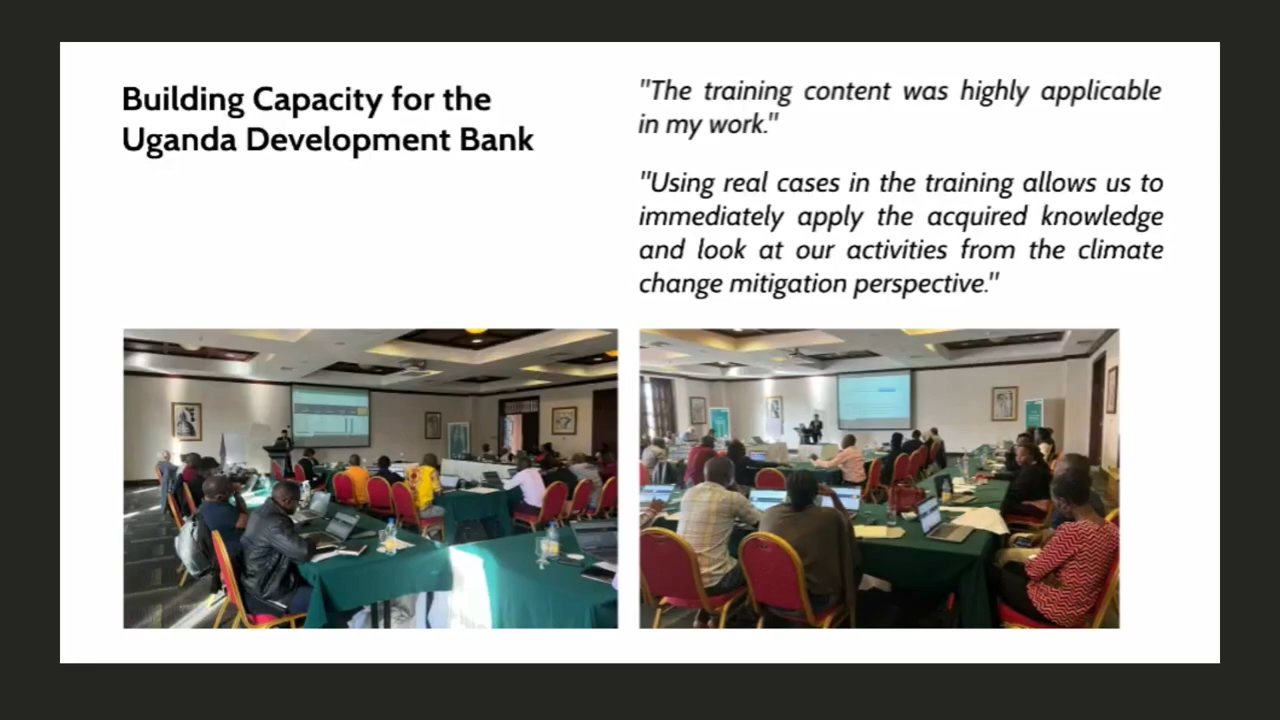 Building Capacity for the
Uganda Development Bank
"The training content was highly applicable
in my work."
"Using real cases in the training allows us to
immediately apply the acquired knowledge
and look at our activities from the climate
change mitigation perspective."